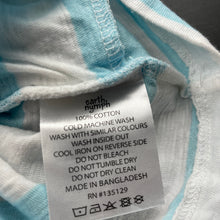 earth
nymph
100% COTTON
COLD MACHINE WASH
WASH WITH SIMILAR COLOURS
WASH INSIDE OUT
COOL IRON ON REVERSE SIDE
DO NOT BLEACH
DO NOT TUMBLE DRY
DO NOT DRY CLEAN
MADE IN BANGLADESH
RN #135129